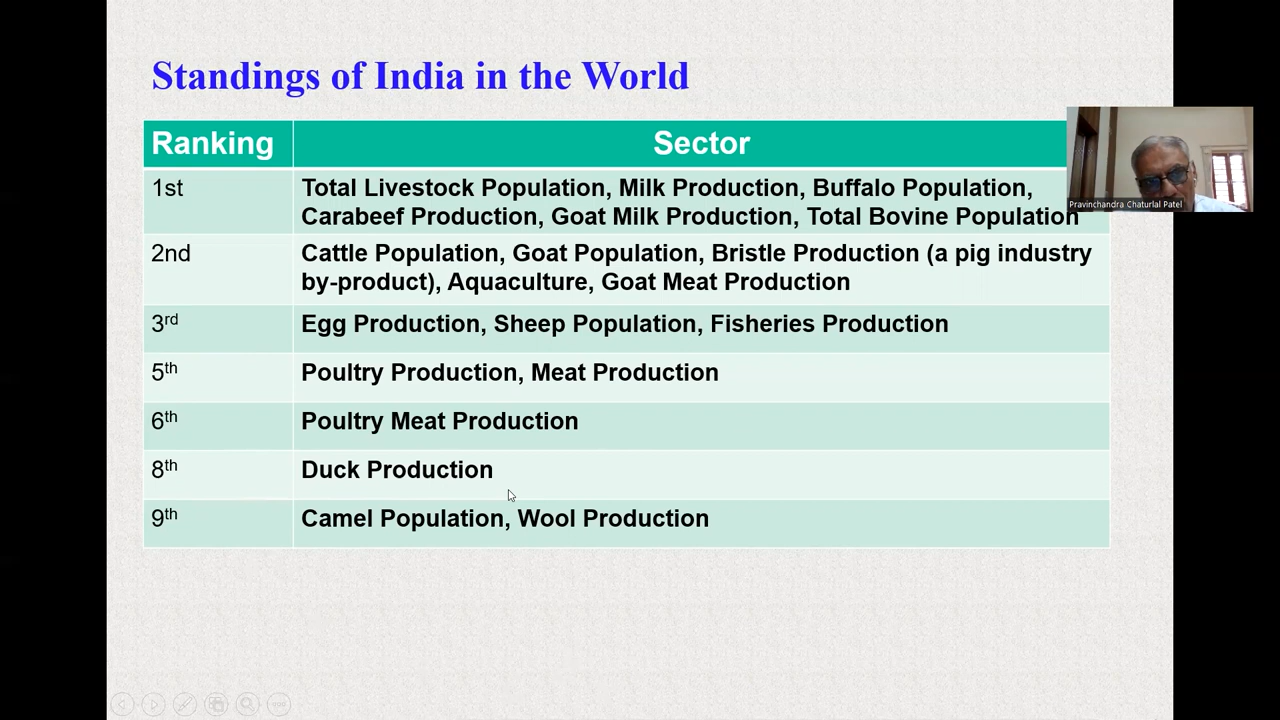 Standings of India in the World
Ranking Sector
1st Total Livestock Population, Milk Production, Buffalo Population,
Carabeef Production, Goat Milk Production, Total Bovine Population
2nd Cattle Population, Goat Population, Bristle Production (a pig industry
by-product), Aquaculture, Goat Meat Production
3rd Egg Production, Sheep Population, Fisheries Production
5th Poultry Production, Meat Production
6th Poultry Meat Production
8th Duck Production
9th Camel Population, Wool Production
Pravinchandra Chaturlal Patel